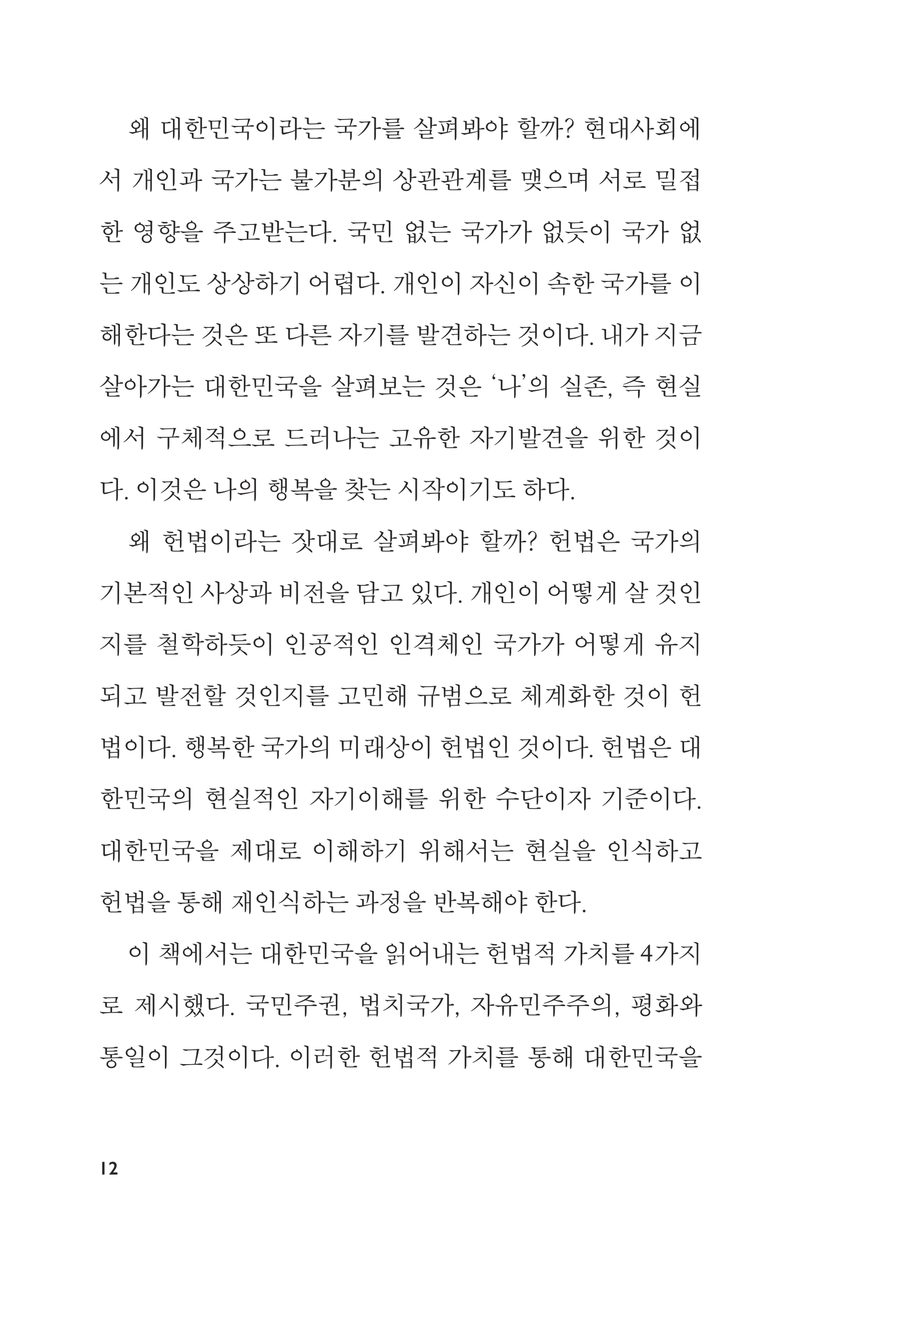 왜 대한민국이라는 국가를 살펴봐야 할까? 현대사회에
서 개인과 국가는 불가분의 상관관계를 맺으며 서로 밀접
한 영향을 주고받는다. 국민 없는 국가가 없듯이 국가 없
는 개인도 상상하기 어렵다. 개인이 자신이 속한 국가를 이
해한다는 것은 또 다른 자기를 발견하는 것이다. 내가 지금
살아가는 대한민국을 살펴보는 것은 ‘나’의 실존, 즉 현실
에서 구체적으로 드러나는 고유한 자기발견을 위한 것이
다. 이것은 나의 행복을 찾는 시작이기도 하다.
왜 헌법이라는 잣대로 살펴봐야 할까? 헌법은 국가의
기본적인 사상과 비전을 담고 있다. 개인이 어떻게 살 것인
지를 철학하듯이 인공적인 인격체인 국가가 어떻게 유지
되고 발전할 것인지를 고민해 규범으로 체계화한 것이 헌
법이다. 행복한 국가의 미래상이 헌법인 것이다. 헌법은 대
한민국의 현실적인 자기이해를 위한 수단이자 기준이다.
대한민국을 제대로 이해하기 위해서는 현실을 인식하고
헌법을 통해 재인식하는 과정을 반복해야 한다.
이 책에서는 대한민국을 읽어내는 헌법적 가치를 4가지
로 제시했다. 국민주권, 법치국가, 자유민주주의, 평화와
통일이 그것이다. 이러한 헌법적 가치를 통해 대한민국을
12